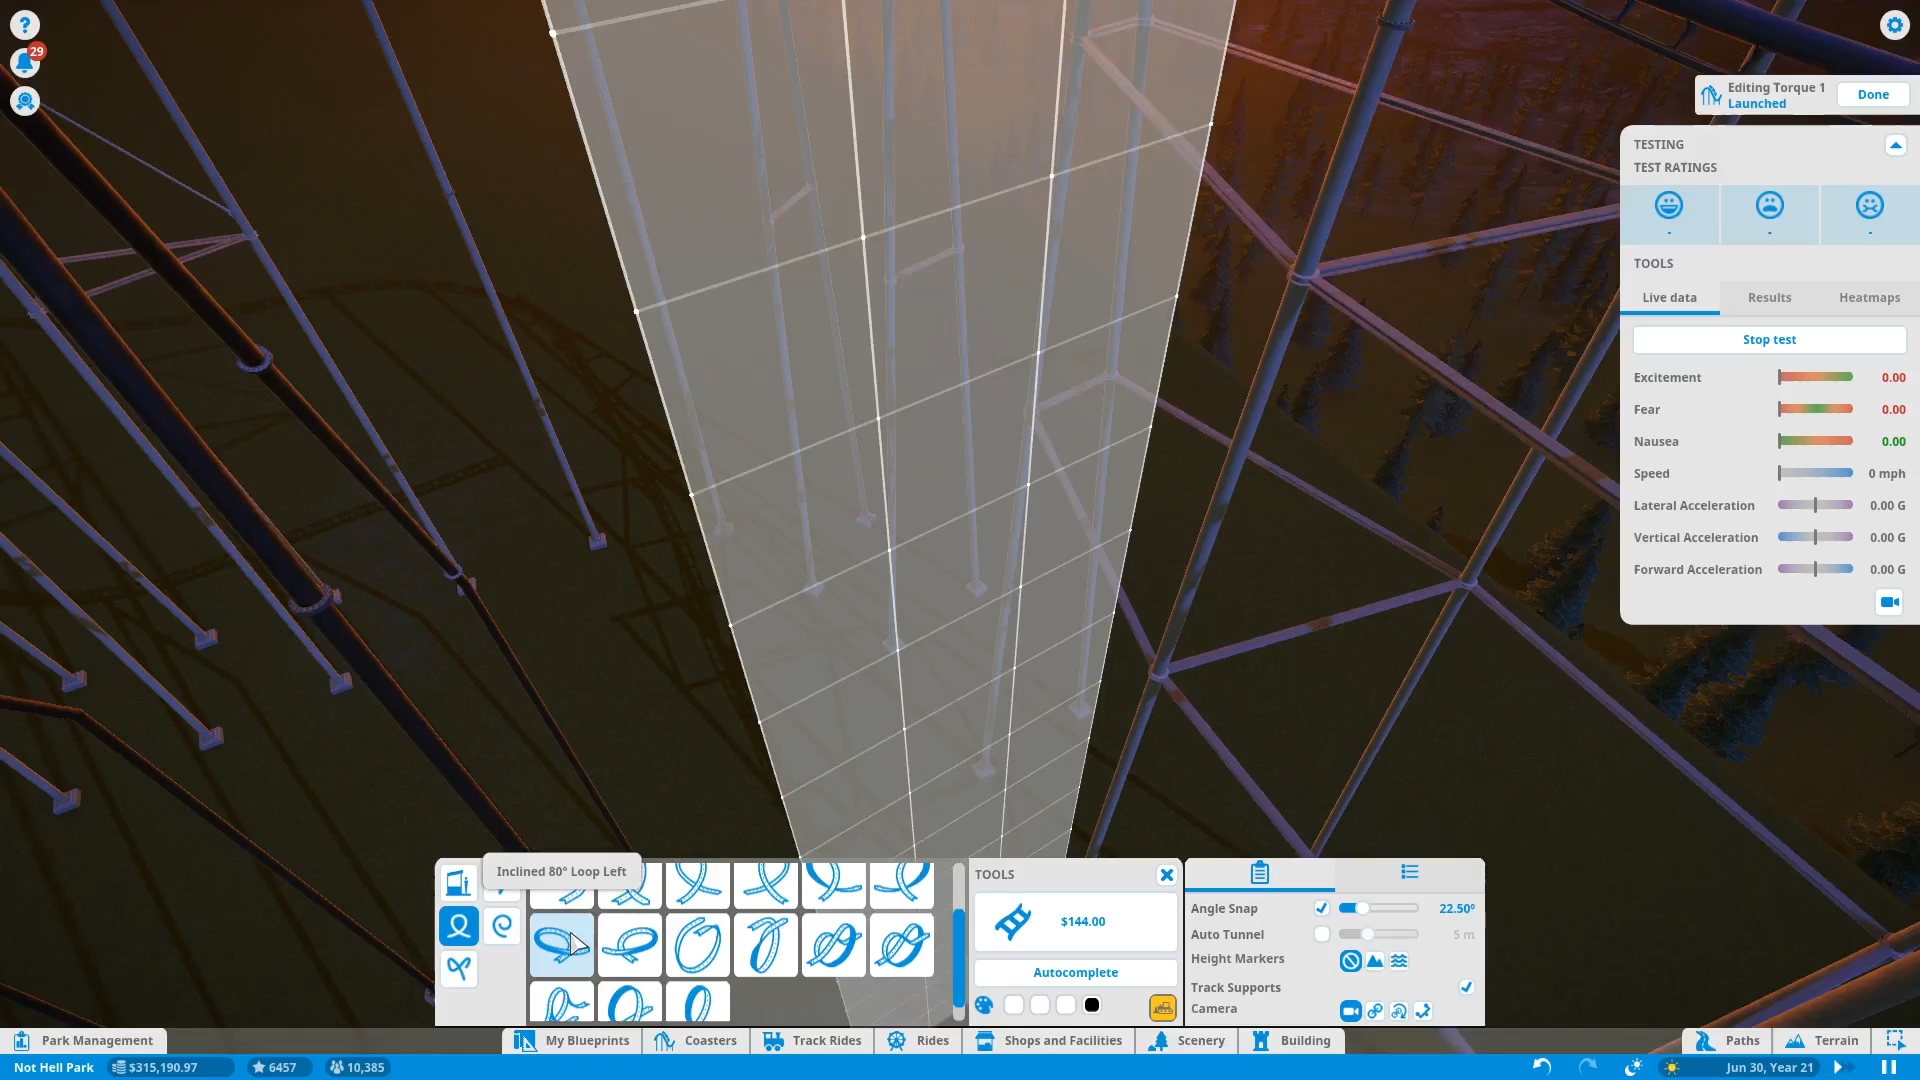 ?
29
Editing Torque 1
Launched
Done
TESTING
TEST RATINGS
-
-
-
TOOLS
Live data
Results
Heatmaps
Stop test
Excitement
0.00
Fear
0.00
Nausea
0.00
Speed
0 mph
Lateral Acceleration
0.00 G
Vertical Acceleration
0.00 G
Forward Acceleration
0.00 G
Inclined 80° Loop Left
TOOLS
$144.00
Autocomplete
Angle Snap
22.50°
Auto Tunnel
5 m
Height Markers
Track Supports
Camera
Park Management
My Blueprints
Coasters
Track Rides
Rides
Shops and Facilities
Scenery
Building
Paths
Terrain
Not Hell Park
$315,190.97
6457
10,385
Jun 30, Year 21